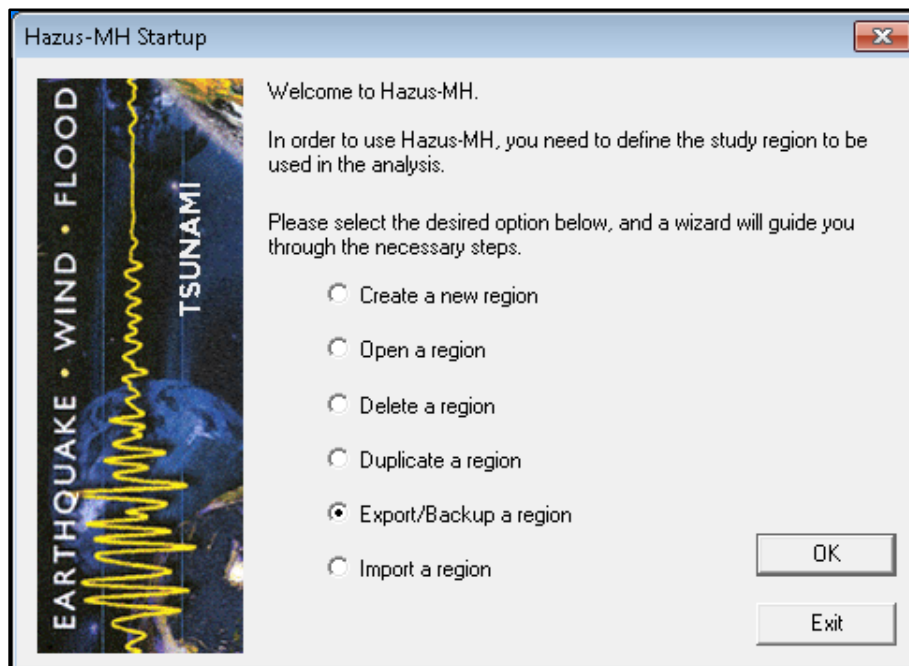 Hazus-MH Startup
EARTHQUAKE • WIND • FLOOD
TSUNAMI
Welcome to Hazus-MH.
In order to use Hazus-MH, you need to define the study region to be
used in the analysis.
Please select the desired option below, and a wizard will guide you
through the necessary steps.
Create a new region
Open a region
Delete a region
Duplicate a region
Export/Backup a region
Import a region
OK
Exit